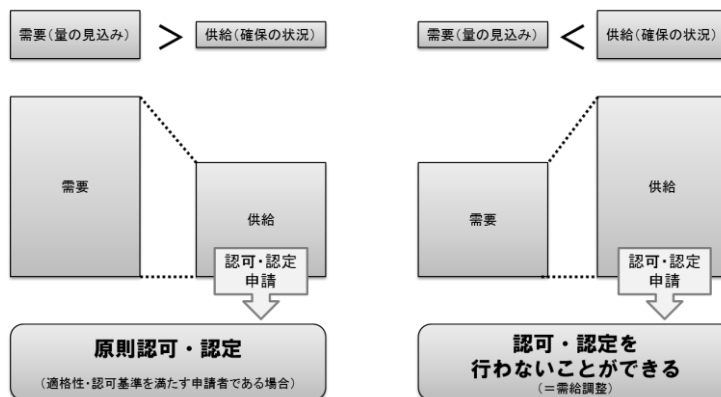 需要(量の見込み) > 供給(確保の状況)
需要
供給
認可・認定
申請
原則認可・認定
(適格性・認可基準を満たす申請者である場合)
需要(量の見込み) < 供給(確保の状況)
需要
供給
認可・認定
申請
認可・認定を
行わないことができる
(=需給調整)